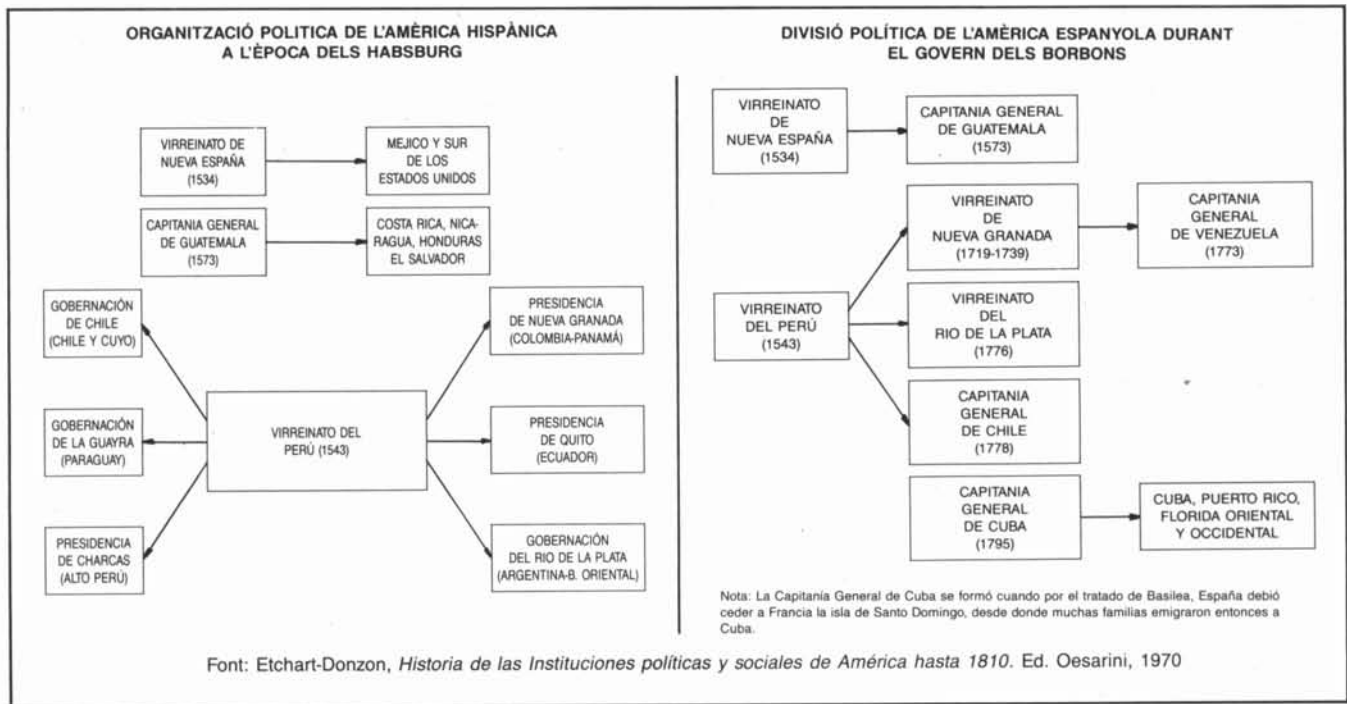 ORGANITZACIÓ POLITICA DE L'AMÈRICA HISPÀNICA
A L'ÈPOCA DELS HABSBURG
VIRREINATO DE
NUEVA ESPAÑA
(1534)
MEJICO Y SUR
DE LOS
ESTADOS UNIDOS
CAPITANIA GENERAL
DE GUATEMALA
(1573)
COSTA RICA, NICA-
RAGUA, HONDURAS
EL SALVADOR
GOBERNACIÓN
DE CHILE
(CHILE Y CUYO)
PRESIDENCIA
DE NUEVA GRANADA
(COLOMBIA-PANAMÁ)
GOBERNACIÓN
DE LA GUAYRA
(PARAGUAY)
VIRREINATO DEL
PERÚ (1543)
PRESIDENCIA
DE QUITO
(ECUADOR)
PRESIDENCIA
DE CHARCAS
(ALTO PERÚ)
GOBERNACIÓN
DEL RIO DE LA PLATA
(ARGENTINA-B. ORIENTAL)
DIVISIÓ POLÍTICA DE L'AMÈRICA ESPANYOLA DURANT
EL GOVERN DELS BORBONS
VIRREINATO
DE
NUEVA ESPAÑA
(1534)
CAPITANIA GENERAL
DE GUATEMALA
(1573)
VIRREINATO
DE
NUEVA GRANADA
(1719-1739)
CAPITANIA
GENERAL
DE VENEZUELA
(1773)
VIRREINATO
DEL PERÚ
(1543)
VIRREINATO
DEL
RIO DE LA PLATA
(1776)
CAPITANIA
GENERAL
DE CHILE
(1778)
CAPITANIA
GENERAL
DE CUBA
(1795)
CUBA, PUERTO RICO,
FLORIDA ORIENTAL
Y OCCIDENTAL
Nota: La Capitanía General de Cuba se formó cuando por el tratado de Basilea, España debió
ceder a Francia la isla de Santo Domingo, desde donde muchas familias emigraron entonces a
Cuba.
Font: Etchart-Donzon, Historia de las Instituciones políticas y sociales de América hasta 1810. Ed. Oesarini, 1970